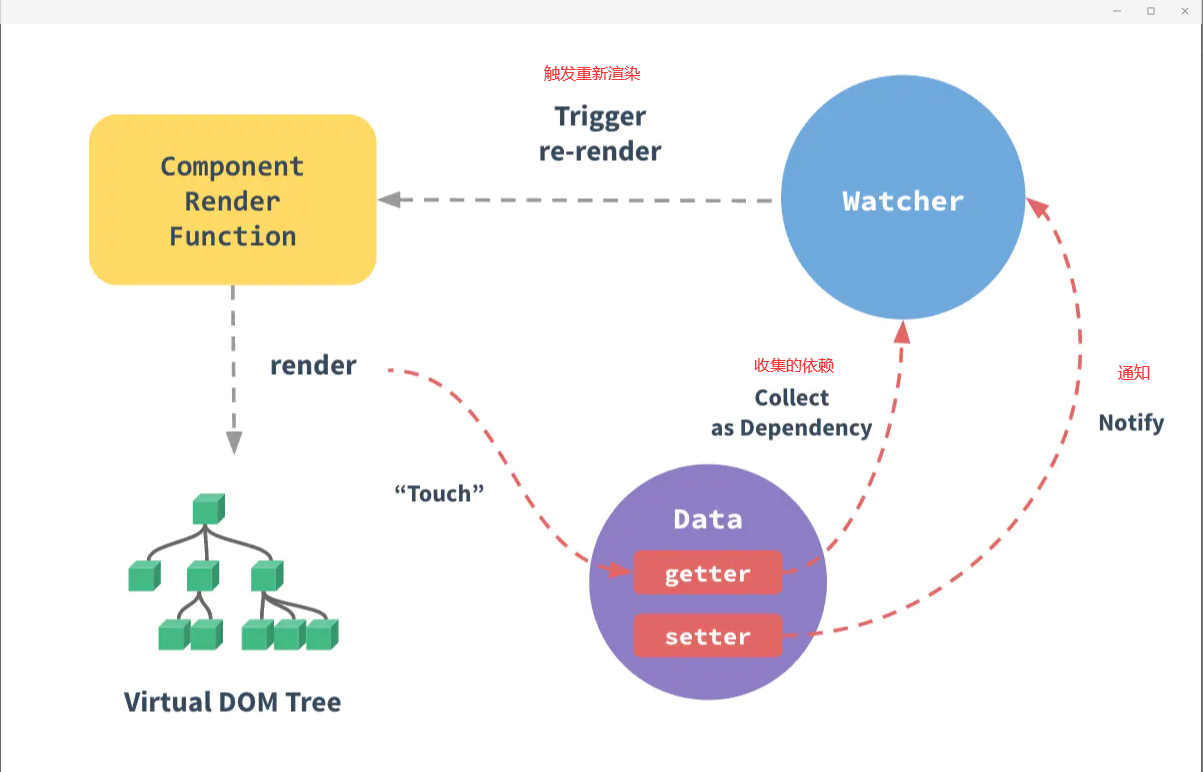 触发重新渲染
Trigger
re-render
Component
Render
Function
Watcher
render
收集的依赖
Collect
as Dependency
通知
Notify
“Touch”
Data
getter
setter
Virtual DOM Tree